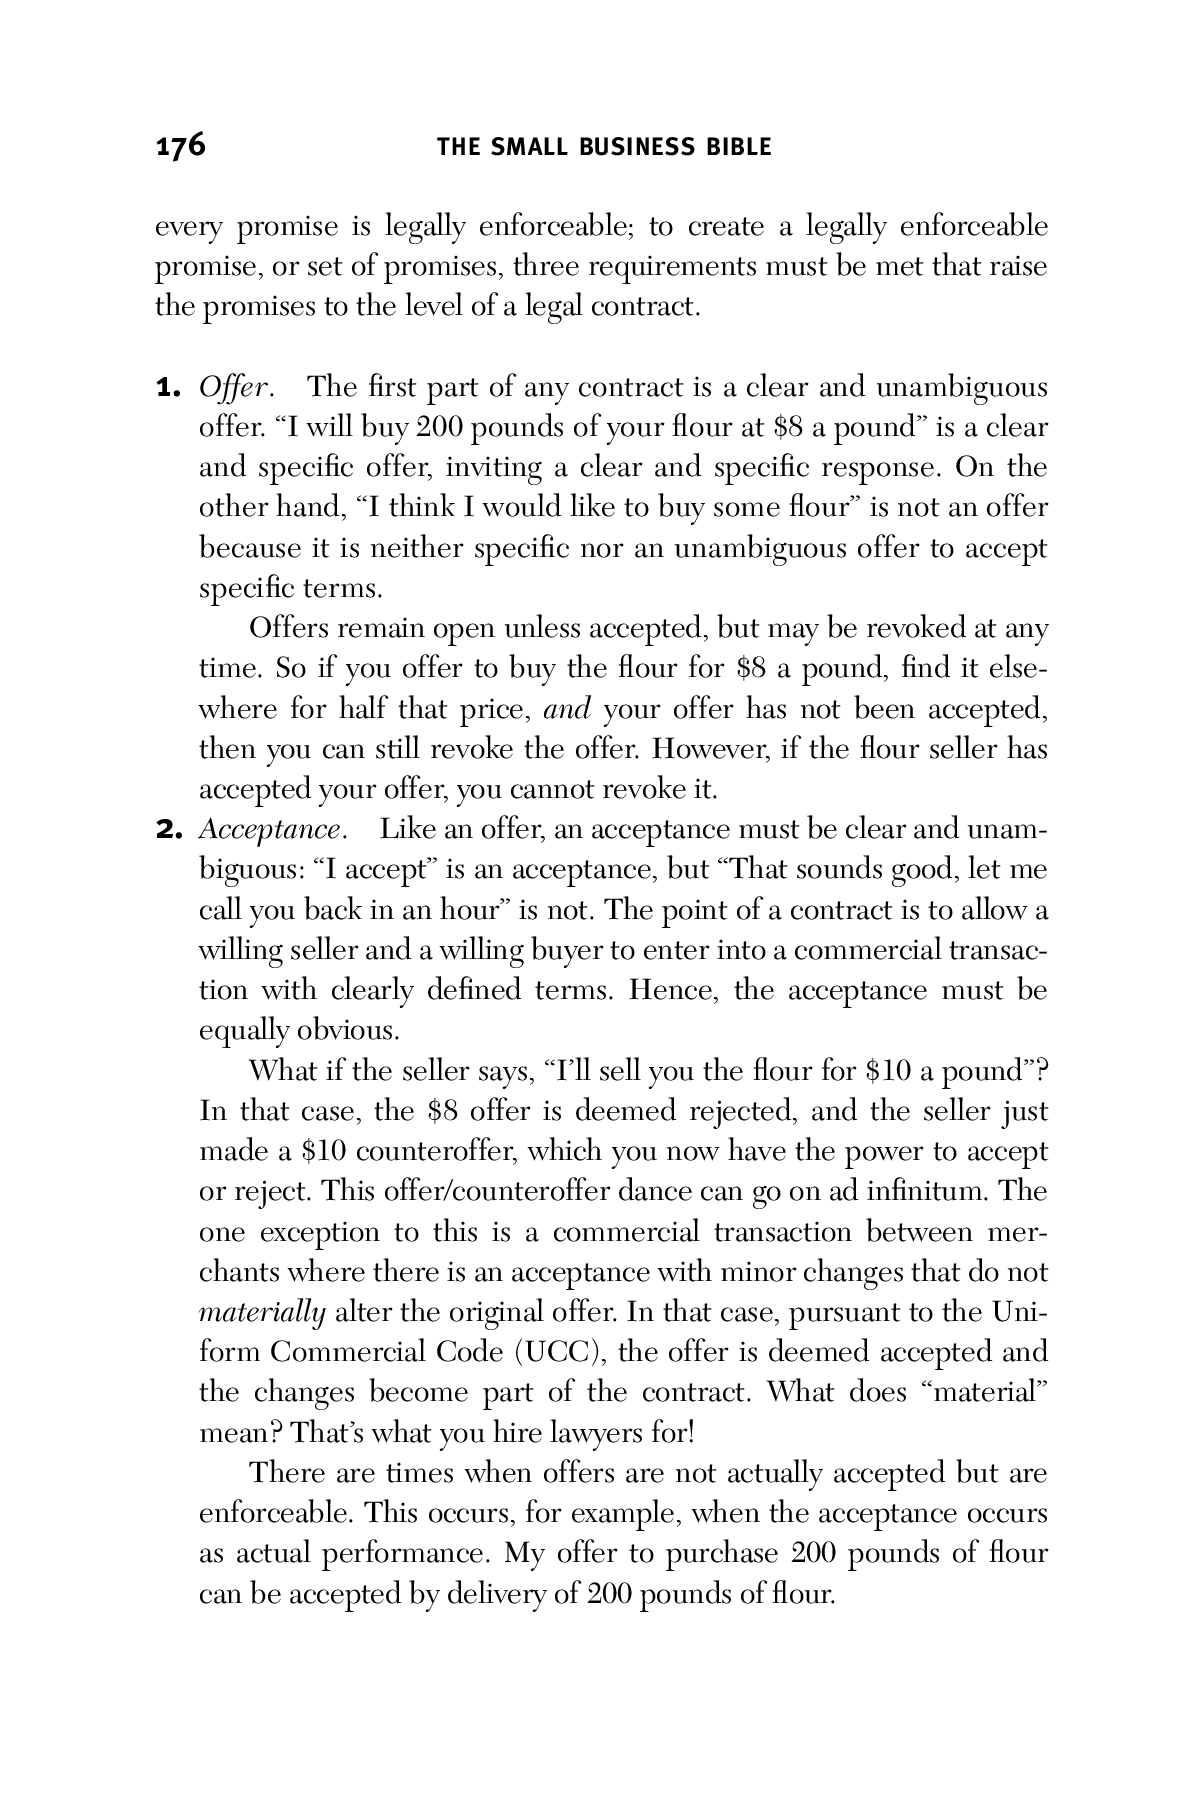 176 THE SMALL BUSINESS BIBLE
every promise is legally enforceable; to create a legally enforceable
promise, or set of promises, three requirements must be met that raise
the promises to the level of a legal contract.
1. Offer. The first part of any contract is a clear and unambiguous
offer. “I will buy 200 pounds of your flour at $8 a pound” is a clear
and specific offer, inviting a clear and specific response. On the
other hand, “I think I would like to buy some flour” is not an offer
because it is neither specific nor an unambiguous offer to accept
specific terms.
Offers remain open unless accepted, but may be revoked at any
time. So if you offer to buy the flour for $8 a pound, find it else-
where for half that price, and your offer has not been accepted,
then you can still revoke the offer. However, if the flour seller has
accepted your offer, you cannot revoke it.
2. Acceptance. Like an offer, an acceptance must be clear and unam-
biguous: “I accept” is an acceptance, but “That sounds good, let me
call you back in an hour” is not. The point of a contract is to allow a
willing seller and a willing buyer to enter into a commercial transac-
tion with clearly defined terms. Hence, the acceptance must be
equally obvious.
What if the seller says, “I’ll sell you the flour for $10 a pound”?
In that case, the $8 offer is deemed rejected, and the seller just
made a $10 counteroffer, which you now have the power to accept
or reject. This offer/counteroffer dance can go on ad infinitum. The
one exception to this is a commercial transaction between mer-
chants where there is an acceptance with minor changes that do not
materially alter the original offer. In that case, pursuant to the Uni-
form Commercial Code (UCC), the offer is deemed accepted and
the changes become part of the contract. What does “material”
mean? That’s what you hire lawyers for!
There are times when offers are not actually accepted but are
enforceable. This occurs, for example, when the acceptance occurs
as actual performance. My offer to purchase 200 pounds of flour
can be accepted by delivery of 200 pounds of flour.